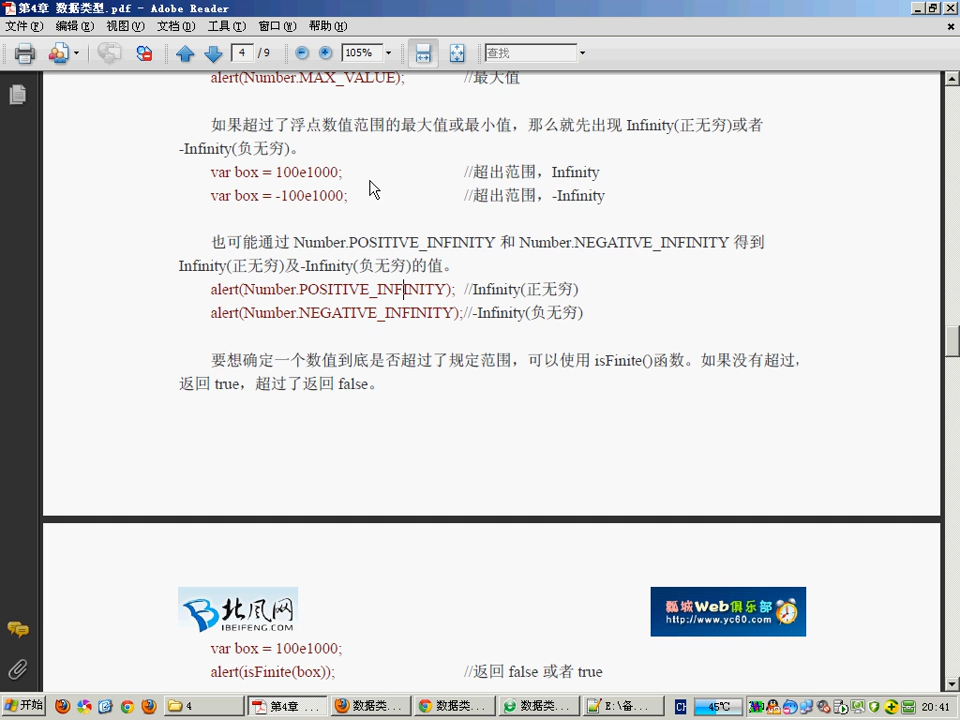 第4章 数据类型.pdf - Adobe Reader
文件(F) 编辑(E) 视图(V) 文档(D) 工具(T) 窗口(W) 帮助(H)
4 / 9 105% 查找
alert(Number.MAX_VALUE); //最大值
如果超过了浮点数值范围的最大值或最小值，那么就先出现 Infinity(正无穷)或者
-Infinity(负无穷)。
var box = 100e1000; //超出范围，Infinity
var box = -100e1000; //超出范围，-Infinity
也可能通过 Number.POSITIVE_INFINITY 和 Number.NEGATIVE_INFINITY 得到
Infinity(正无穷)及-Infinity(负无穷)的值。
alert(Number.POSITIVE_INFINITY); //Infinity(正无穷)
alert(Number.NEGATIVE_INFINITY);//-Infinity(负无穷)
要想确定一个数值到底是否超过了规定范围，可以使用 isFinite()函数。如果没有超过，
返回 true，超过了返回 false。
北风网
IBEIFENG.COM
瓢城Web俱乐部
http://www.yc60.com
var box = 100e1000;
alert(isFinite(box)); //返回 false 或者 true
开始 4 第4章 ... 数据类... 数据类... 数据类... E:\备... CH 45℃ 20:41